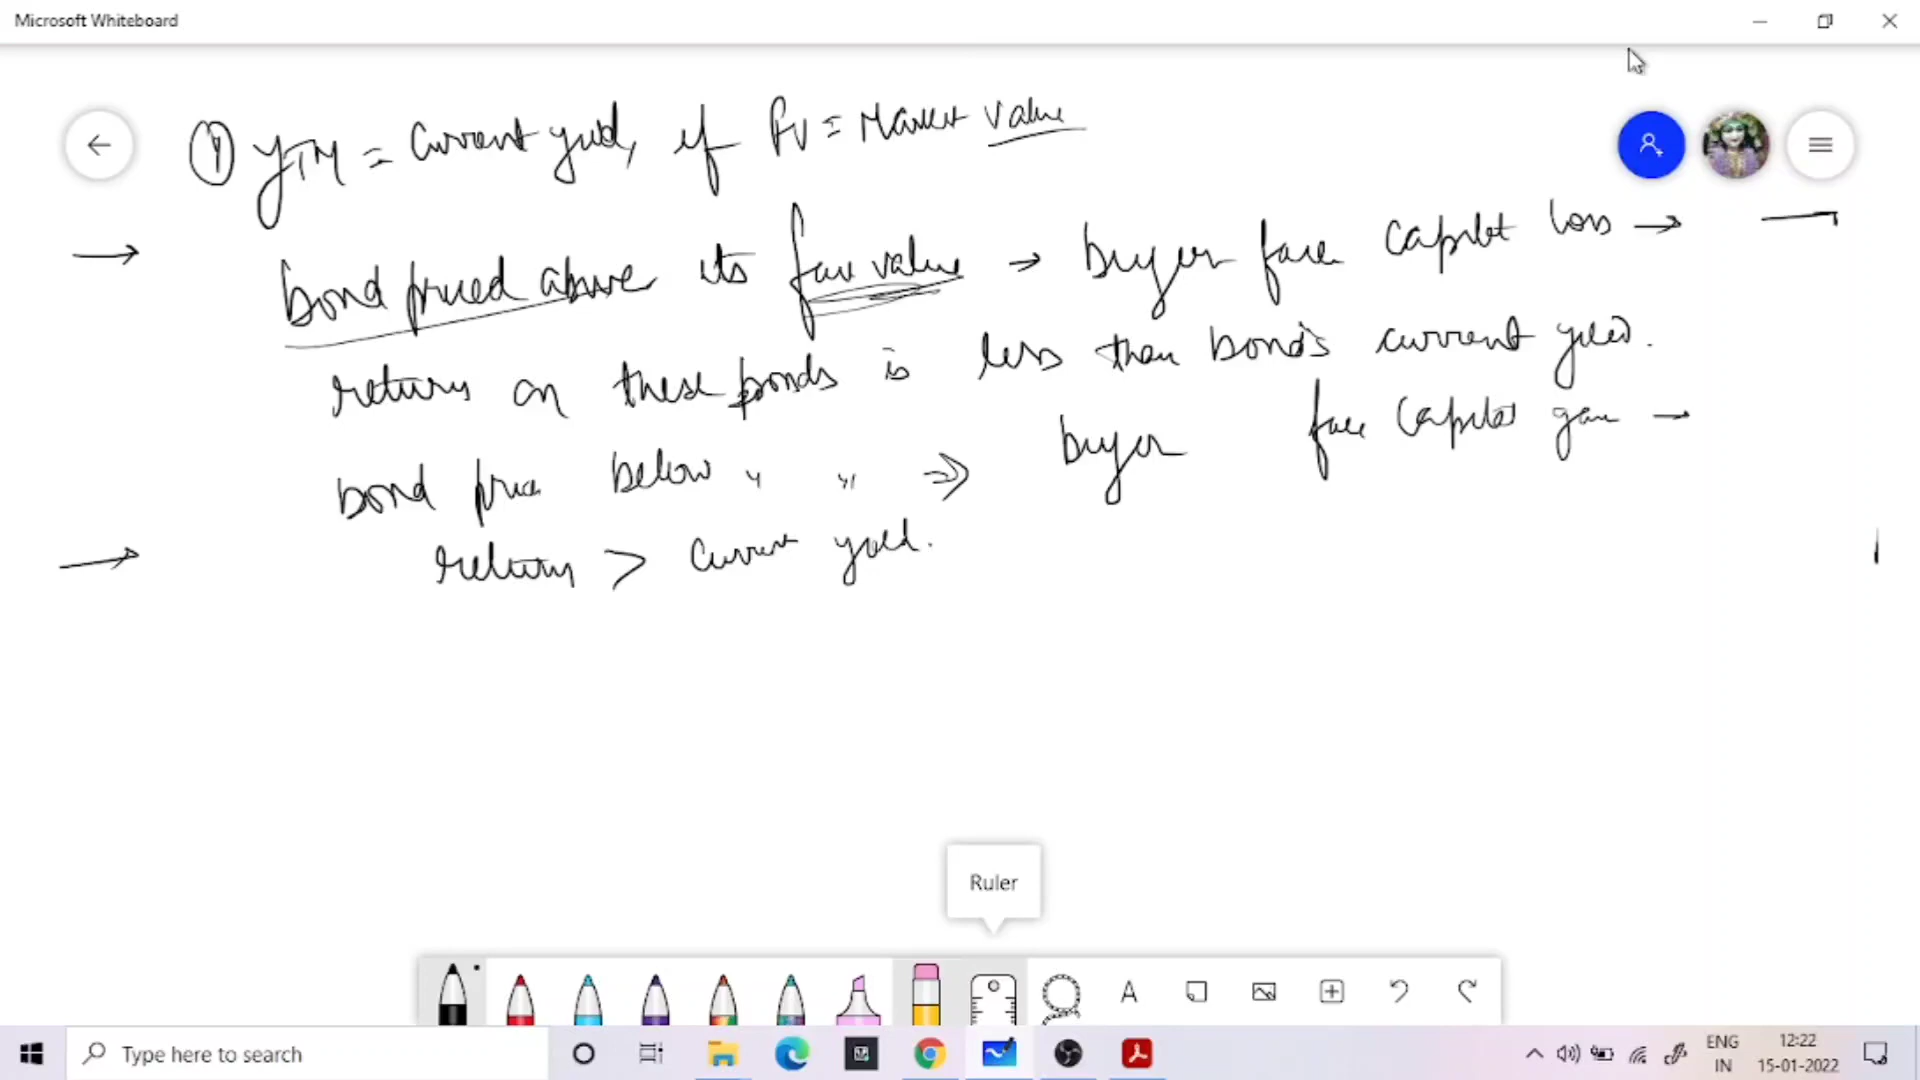 Microsoft Whiteboard
① YTM = Current yield, if FV = Market value
→ bond priced above its face value → buyer face capital loss →
return on these bonds is less than bond's current yield.
bond price below " " ⇒ buyer face capital gain →
→ return > current yield.
Ruler
A
Type here to search
ENG
IN
12:22
15-01-2022